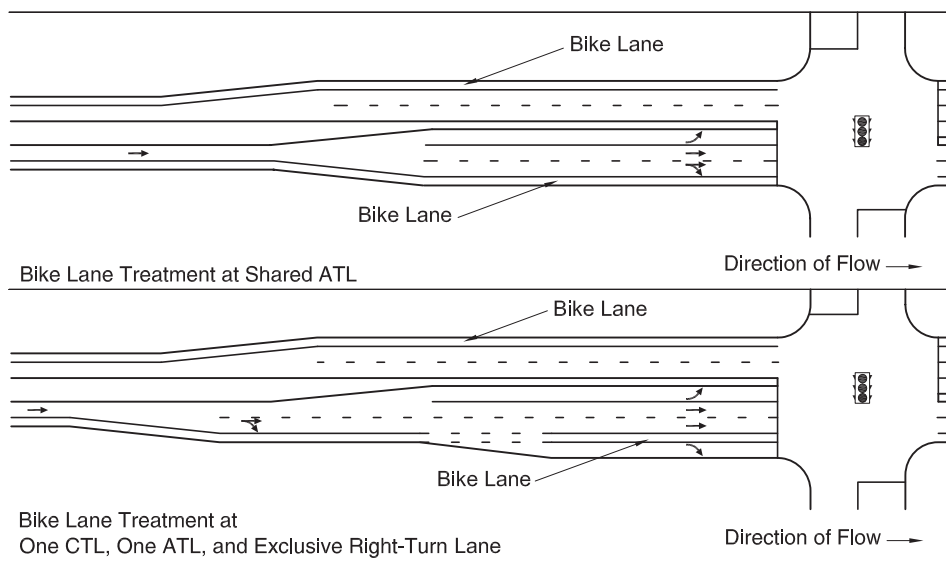 Bike Lane
Bike Lane
Bike Lane Treatment at Shared ATL
Direction of Flow
Bike Lane
Bike Lane
Bike Lane Treatment at
One CTL, One ATL, and Exclusive Right-Turn Lane
Direction of Flow